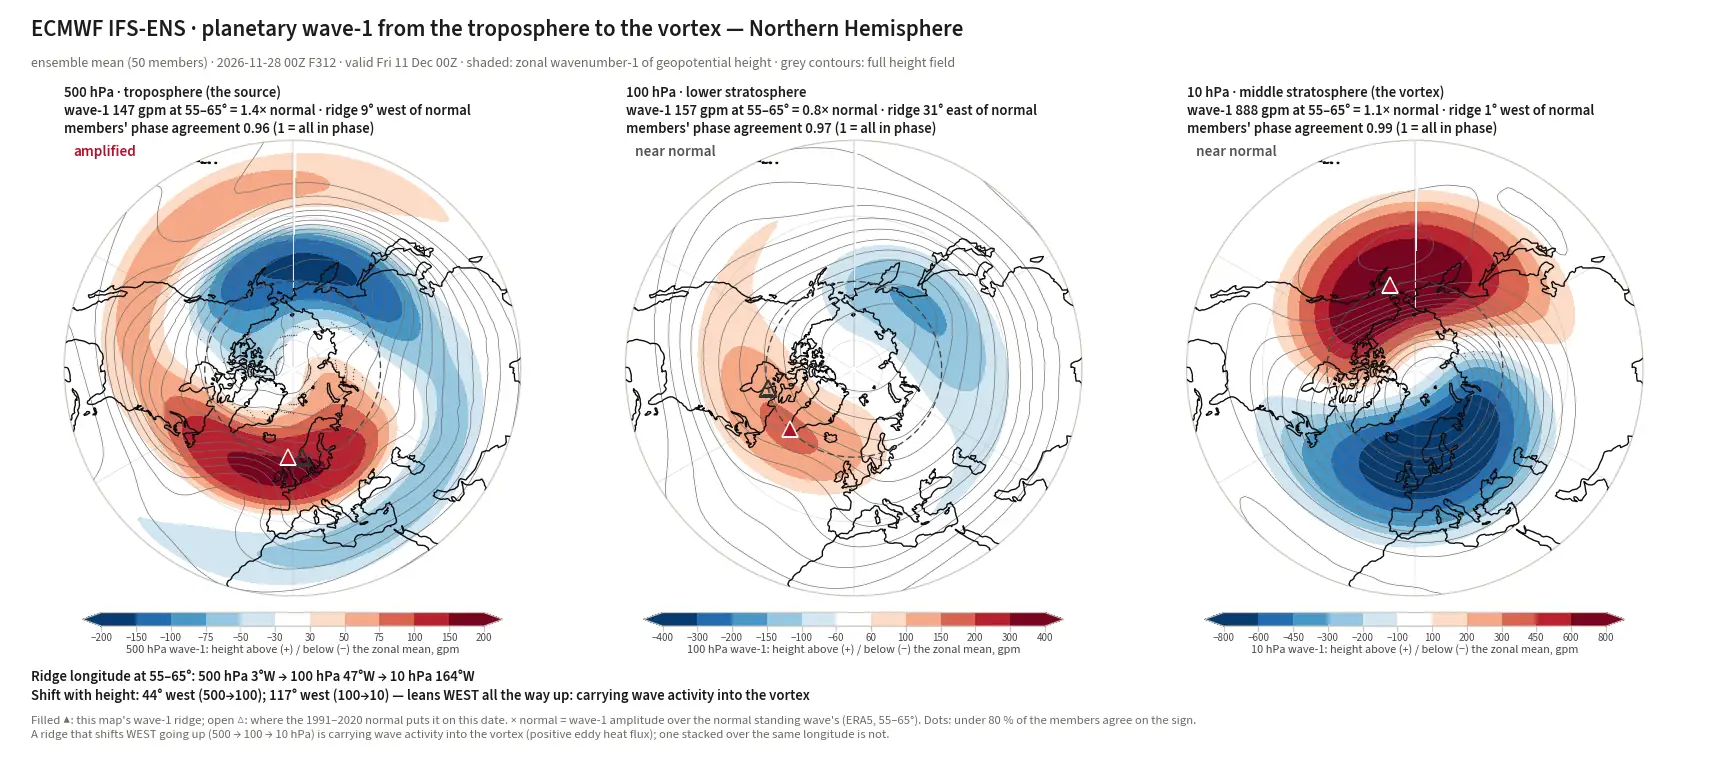 ECMWF IFS-ENS · planetary wave-1 from the troposphere to the vortex — Northern Hemisphere
ensemble mean (50 members) · 2026-11-28 00Z F312 · valid Fri 11 Dec 00Z · shaded: zonal wavenumber-1 of geopotential height · grey contours: full height field
500 hPa · troposphere (the source)
wave-1 147 gpm at 55–65° = 1.4× normal · ridge 9° west of normal
members' phase agreement 0.96 (1 = all in phase)
amplified
100 hPa · lower stratosphere
wave-1 157 gpm at 55–65° = 0.8× normal · ridge 31° east of normal
members' phase agreement 0.97 (1 = all in phase)
near normal
10 hPa · middle stratosphere (the vortex)
wave-1 888 gpm at 55–65° = 1.1× normal · ridge 1° west of normal
members' phase agreement 0.99 (1 = all in phase)
near normal
−200 −150 −100 −75 −50 −30 30 50 75 100 150 200
500 hPa wave-1: height above (+) / below (−) the zonal mean, gpm
−400 −300 −200 −150 −100 −60 60 100 150 200 300 400
100 hPa wave-1: height above (+) / below (−) the zonal mean, gpm
−800 −600 −450 −300 −200 −100 100 200 300 450 600 800
10 hPa wave-1: height above (+) / below (−) the zonal mean, gpm
Ridge longitude at 55–65°: 500 hPa 3°W → 100 hPa 47°W → 10 hPa 164°W
Shift with height: 44° west (500→100); 117° west (100→10) — leans WEST all the way up: carrying wave activity into the vortex
Filled ▲: this map's wave-1 ridge; open △: where the 1991–2020 normal puts it on this date. × normal = wave-1 amplitude over the normal standing wave's (ERA5, 55–65°). Dots: under 80 % of the members agree on the sign.
A ridge that shifts WEST going up (500 → 100 → 10 hPa) is carrying wave activity into the vortex (positive eddy heat flux); one stacked over the same longitude is not.